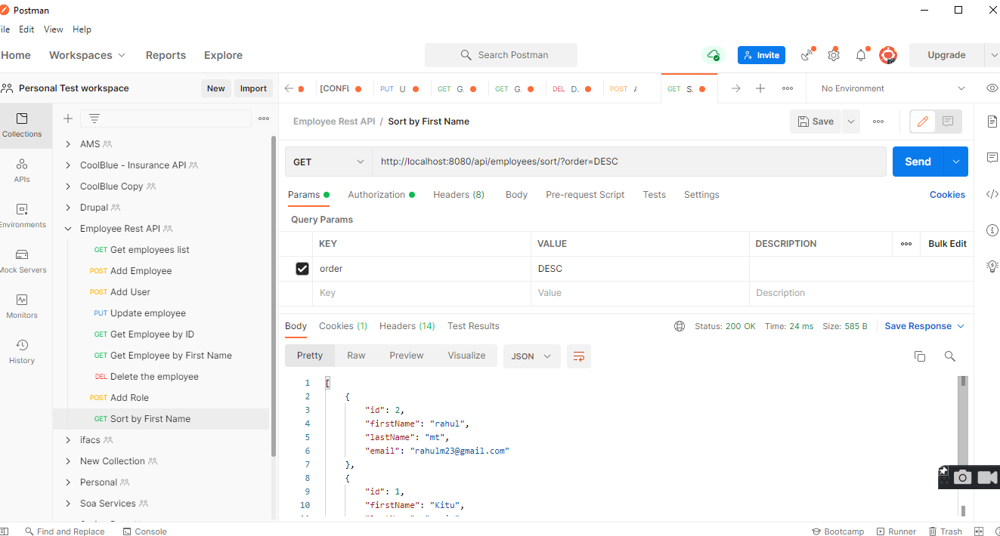 Postman
ile Edit View Help
Home Workspaces Reports Explore Search Postman Invite Upgrade
Personal Test workspace New Import [CONFL PUT U GET G. GET G. DEL D. POST GET S. No Environment
Collections
APIs
Environments
Mock Servers
Monitors
History
AMS
CoolBlue - Insurance API
CoolBlue Copy
Drupal
Employee Rest API
GET Get employees list
POST Add Employee
POST Add User
PUT Update employee
GET Get Employee by ID
GET Get Employee by First Name
DEL Delete the employee
POST Add Role
GET Sort by First Name
ifacs
New Collection
Personal
Soa Services
Employee Rest API / Sort by First Name Save
GET http://localhost:8080/api/employees/sort/?order=DESC Send
Params Authorization Headers (8) Body Pre-request Script Tests Settings Cookies
Query Params
KEY VALUE DESCRIPTION Bulk Edit
order DESC
Key Value Description
Body Cookies (1) Headers (14) Test Results Status: 200 OK Time: 24 ms Size: 585 B Save Response
Pretty Raw Preview Visualize JSON
1 [
2 {
3 "id": 2,
4 "firstName": "rahul",
5 "lastName": "mt",
6 "email": "rahulm23@gmail.com"
7 },
8 {
9 "id": 1,
10 "firstName": "Kitu",
Find and Replace Console Bootcamp Runner Trash